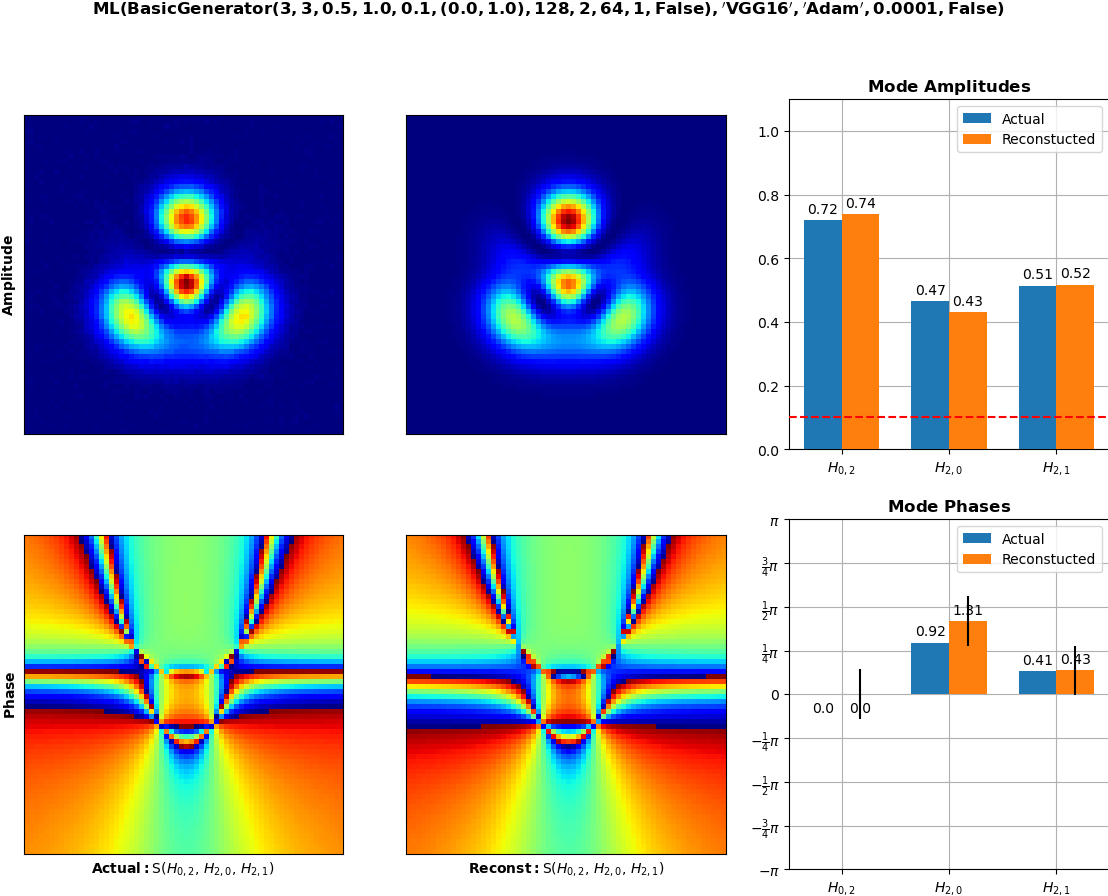 ML(BasicGenerator(3, 3, 0.5, 1.0, 0.1, (0.0, 1.0), 128, 2, 64, 1, False), ′VGG16′, ′Adam′, 0.0001, False)
Amplitude
Mode Amplitudes
Actual
Reconstucted
1.0
0.8
0.6
0.4
0.2
0.0
0.72
0.74
0.47
0.43
0.51
0.52
H0, 2
H2, 0
H2, 1
Phase
Actual: S(H0, 2, H2, 0, H2, 1)
Reconst: S(H0, 2, H2, 0, H2, 1)
Mode Phases
Actual
Reconstucted
π
3/4π
1/2π
1/4π
0
−1/4π
−1/2π
−3/4π
−π
0.0
0.0
0.92
1.31
0.41
0.43
H0, 2
H2, 0
H2, 1